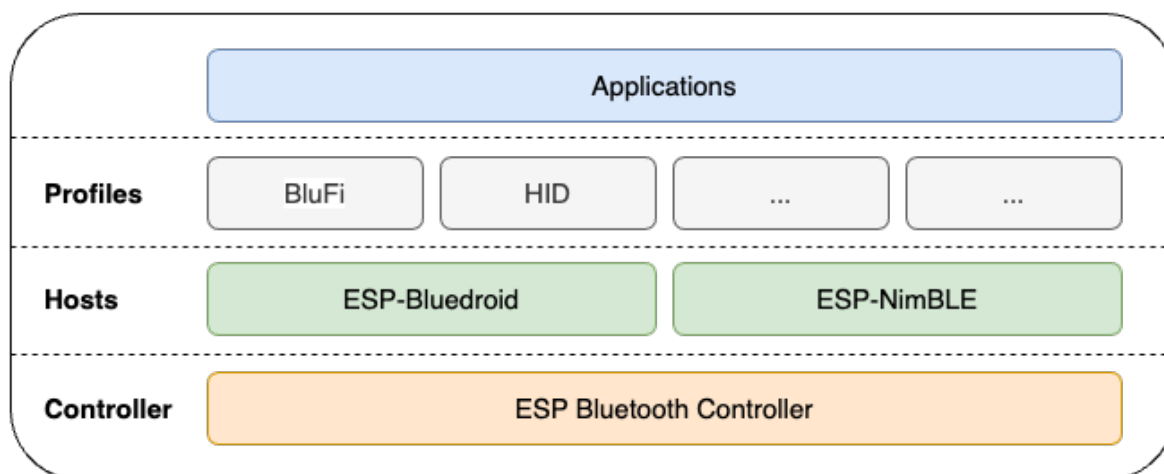 Applications
Profiles
BluFi
HID
...
...
Hosts
ESP-Bluedroid
ESP-NimBLE
Controller
ESP Bluetooth Controller